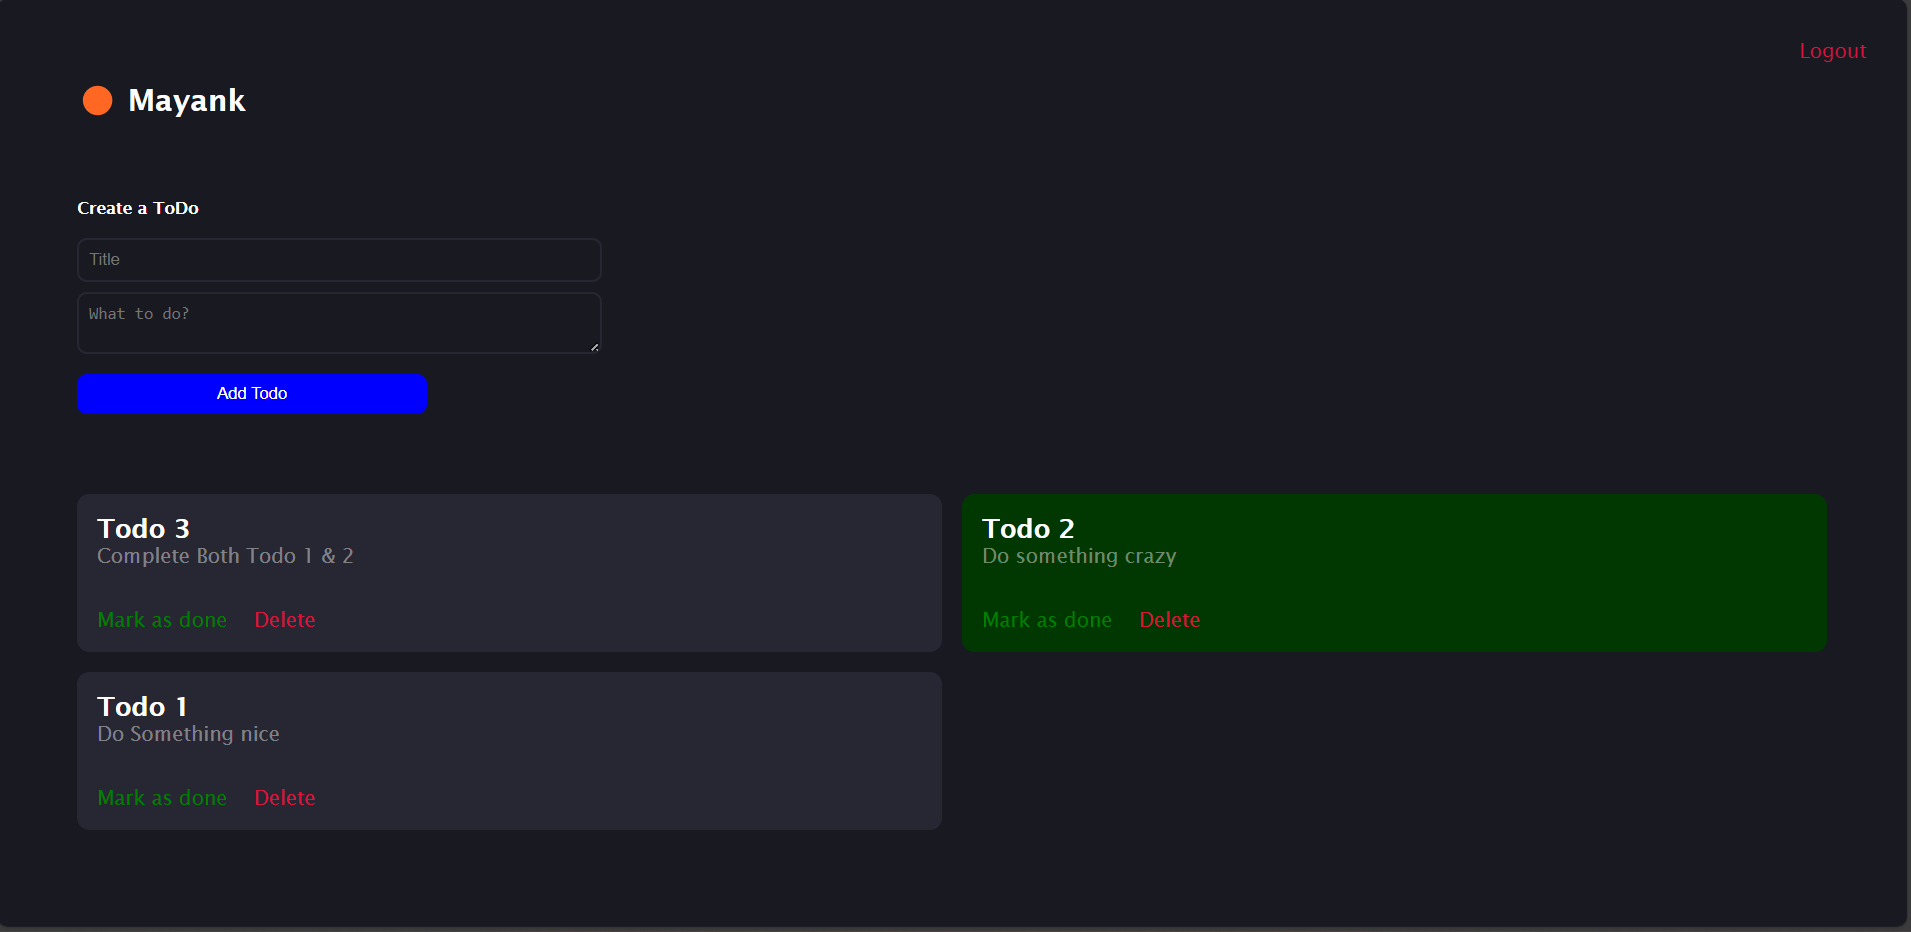 Logout
Mayank
Create a ToDo
Title
What to do?
Add Todo
Todo 3
Complete Both Todo 1 & 2
Mark as done Delete
Todo 2
Do something crazy
Mark as done Delete
Todo 1
Do Something nice
Mark as done Delete